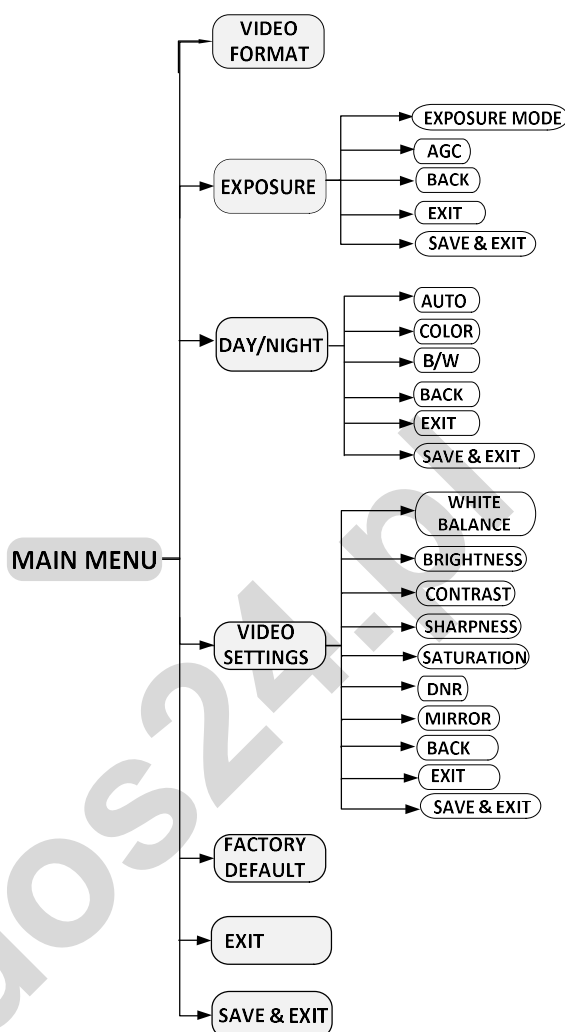 VIDEO
FORMAT
EXPOSURE MODE
AGC
EXPOSURE
BACK
EXIT
SAVE & EXIT
AUTO
COLOR
DAY/NIGHT
B/W
BACK
EXIT
SAVE & EXIT
WHITE
BALANCE
MAIN MENU
BRIGHTNESS
CONTRAST
VIDEO
SETTINGS
SHARPNESS
SATURATION
DNR
MIRROR
BACK
EXIT
SAVE & EXIT
FACTORY
DEFAULT
EXIT
SAVE & EXIT